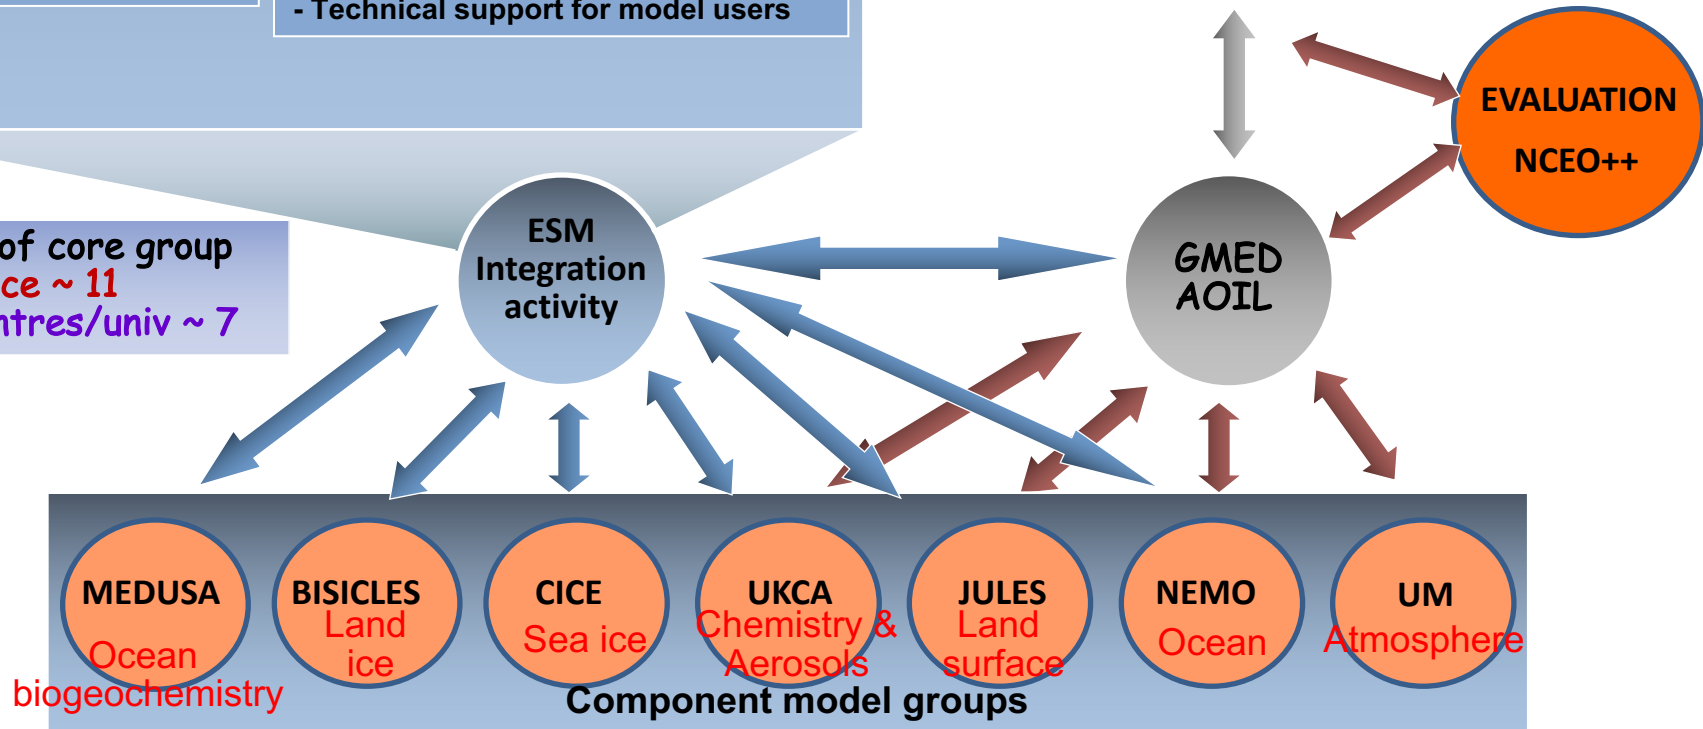 - Technical support for model users
EVALUATION
NCEO++
ESM
Integration
activity
GMED
AOIL
of core group
ce ~ 11
ntres/univ ~ 7
MEDUSA
Ocean
biogeochemistry
BISICLES
Land
ice
CICE
Sea ice
UKCA
Chemistry &
Aerosols
JULES
Land
surface
NEMO
Ocean
UM
Atmosphere
Component model groups